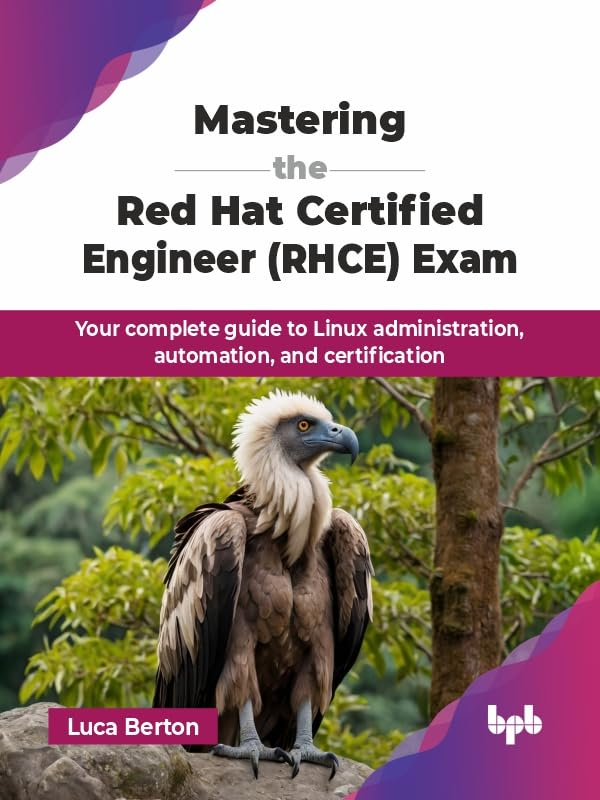 Mastering
the
Red Hat Certified
Engineer (RHCE) Exam
Your complete guide to Linux administration,
automation, and certification
Luca Berton
bpb